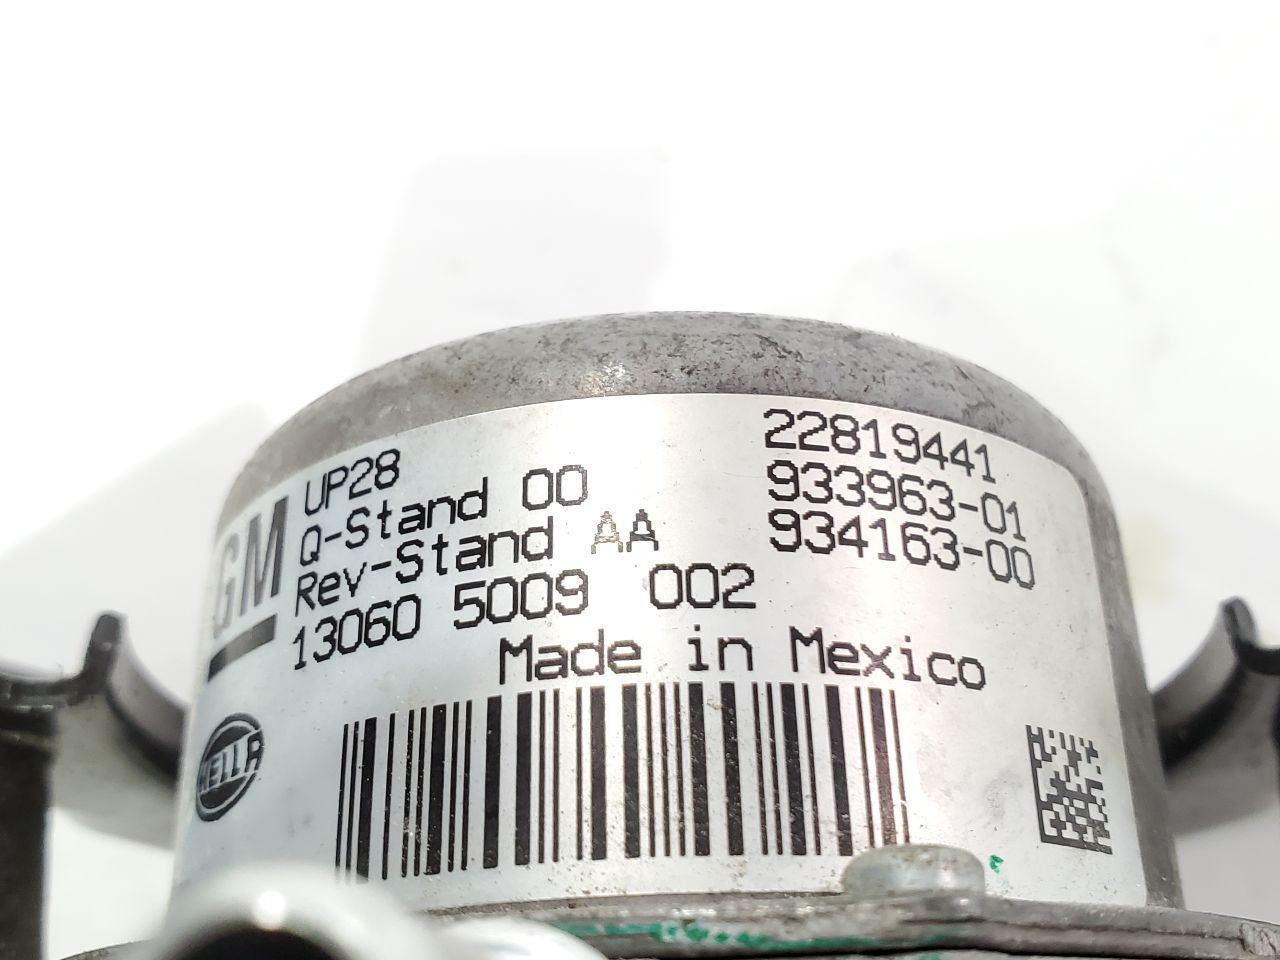 GM
UP28
Q-Stand 00
Rev-Stand AA
13060 5009 002
22819441
933963-01
934163-00
Made in Mexico
HELLA